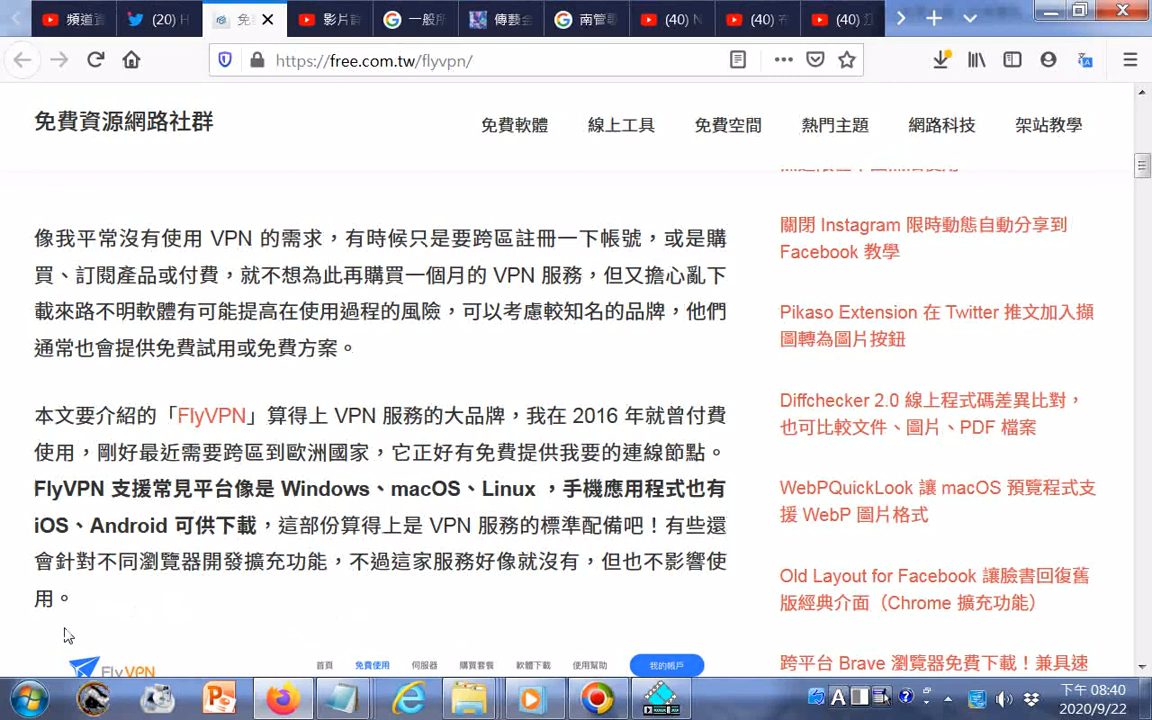 頻道
(20) H
影片
一般
傳藝
南管
(40) N
(40)
(40)
https://free.com.tw/flyvpn/
免費資源網路社群
免費軟體 線上工具 免費空間 熱門主題 網路科技 架站教學
像我平常沒有使用 VPN 的需求，有時候只是要跨區註冊一下帳號，或是購
買、訂閱產品或付費，就不想為此再購買一個月的 VPN 服務，但又擔心亂下
載來路不明軟體有可能提高在使用過程的風險，可以考慮較知名的品牌，他們
通常也會提供免費試用或免費方案。
本文要介紹的「FlyVPN」算得上 VPN 服務的大品牌，我在 2016 年就曾付費
使用，剛好最近需要跨區到歐洲國家，它正好有免費提供我要的連線節點。
FlyVPN 支援常見平台像是 Windows、macOS、Linux ，手機應用程式也有
iOS、Android 可供下載，這部份算得上是 VPN 服務的標準配備吧！有些還
會針對不同瀏覽器開發擴充功能，不過這家服務好像就沒有，但也不影響使
用。
FlyVPN
首頁 免費使用 伺服器 購買套餐 軟體下載 使用幫助 我的帳戶
關閉 Instagram 限時動態自動分享到
Facebook 教學
Pikaso Extension 在 Twitter 推文加入擷
圖轉為圖片按鈕
Diffchecker 2.0 線上程式碼差異比對，
也可比較文件、圖片、PDF 檔案
WebPQuickLook 讓 macOS 預覽程式支
援 WebP 圖片格式
Old Layout for Facebook 讓臉書回復舊
版經典介面（Chrome 擴充功能）
跨平台 Brave 瀏覽器免費下載！兼具速
下午 08:40
2020/9/22